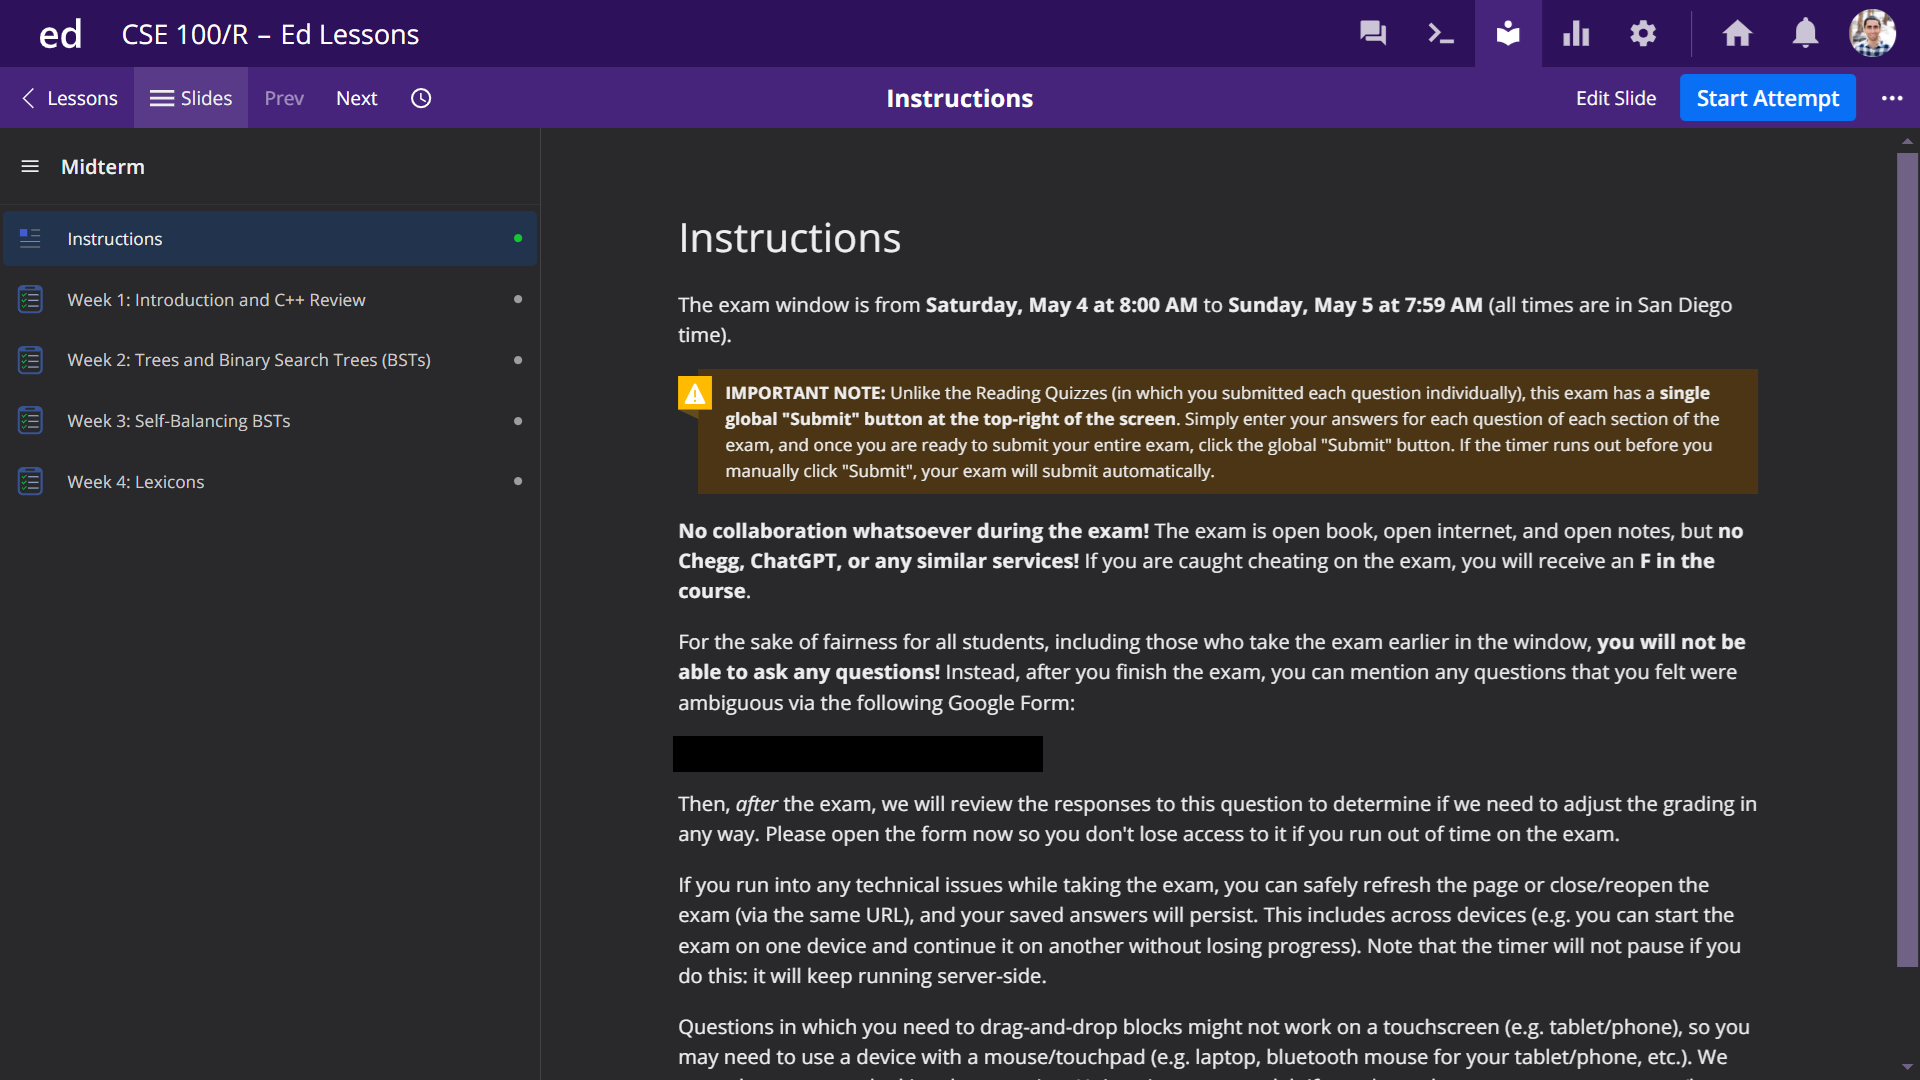 ed CSE 100/R – Ed Lessons
Lessons Slides Prev Next Instructions Edit Slide Start Attempt
Midterm
Instructions
Week 1: Introduction and C++ Review
Week 2: Trees and Binary Search Trees (BSTs)
Week 3: Self-Balancing BSTs
Week 4: Lexicons
Instructions
The exam window is from Saturday, May 4 at 8:00 AM to Sunday, May 5 at 7:59 AM (all times are in San Diego
time).
IMPORTANT NOTE: Unlike the Reading Quizzes (in which you submitted each question individually), this exam has a single
global "Submit" button at the top-right of the screen. Simply enter your answers for each question of each section of the
exam, and once you are ready to submit your entire exam, click the global "Submit" button. If the timer runs out before you
manually click "Submit", your exam will submit automatically.
No collaboration whatsoever during the exam! The exam is open book, open internet, and open notes, but no
Chegg, ChatGPT, or any similar services! If you are caught cheating on the exam, you will receive an F in the
course.
For the sake of fairness for all students, including those who take the exam earlier in the window, you will not be
able to ask any questions! Instead, after you finish the exam, you can mention any questions that you felt were
ambiguous via the following Google Form:
Then, after the exam, we will review the responses to this question to determine if we need to adjust the grading in
any way. Please open the form now so you don't lose access to it if you run out of time on the exam.
If you run into any technical issues while taking the exam, you can safely refresh the page or close/reopen the
exam (via the same URL), and your saved answers will persist. This includes across devices (e.g. you can start the
exam on one device and continue it on another without losing progress). Note that the timer will not pause if you
do this: it will keep running server-side.
Questions in which you need to drag-and-drop blocks might not work on a touchscreen (e.g. tablet/phone), so you
may need to use a device with a mouse/touchpad (e.g. laptop, bluetooth mouse for your tablet/phone, etc.). We